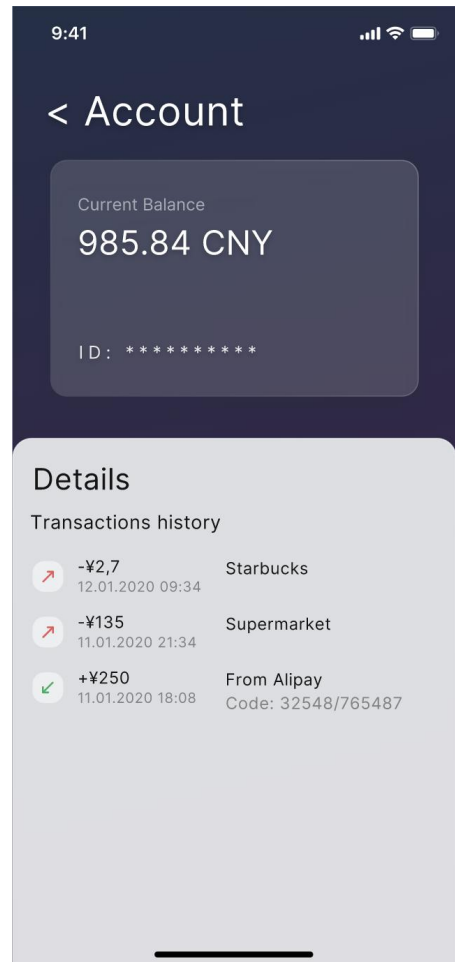 9:41
< Account
Current Balance
985.84 CNY
ID: **********
Details
Transactions history
-¥2,7 Starbucks
12.01.2020 09:34
-¥135 Supermarket
11.01.2020 21:34
+¥250 From Alipay
11.01.2020 18:08 Code: 32548/765487